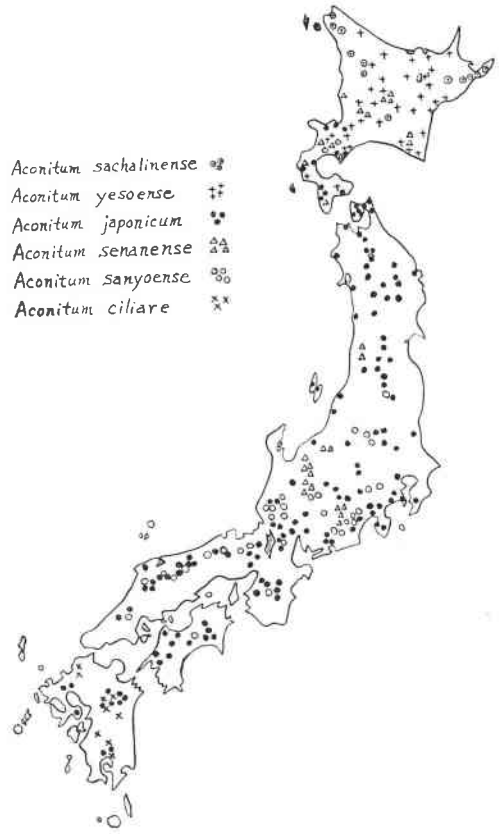 Aconitum sachalinense
Aconitum yesoense
Aconitum japonicum
Aconitum senanense
Aconitum sanyoense
Aconitum ciliare